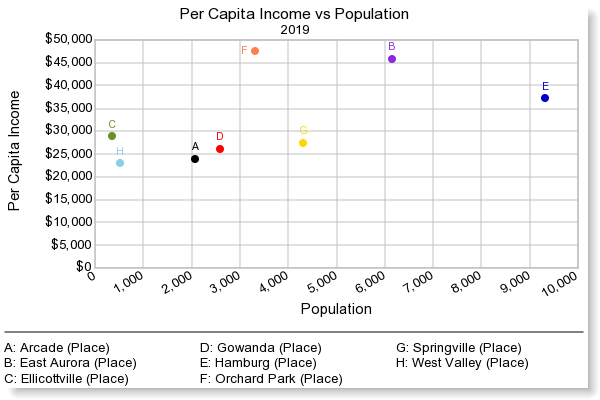 Per Capita Income vs Population
2019
$50,000
$45,000
$40,000
$35,000
$30,000
$25,000
$20,000
$15,000
$10,000
$5,000
$0
Per Capita Income
F
B
E
C
G
D
H
A
0
1,000
2,000
3,000
4,000
5,000
6,000
7,000
8,000
9,000
10,000
Population
A: Arcade (Place)
B: East Aurora (Place)
C: Ellicottville (Place)
D: Gowanda (Place)
E: Hamburg (Place)
F: Orchard Park (Place)
G: Springville (Place)
H: West Valley (Place)